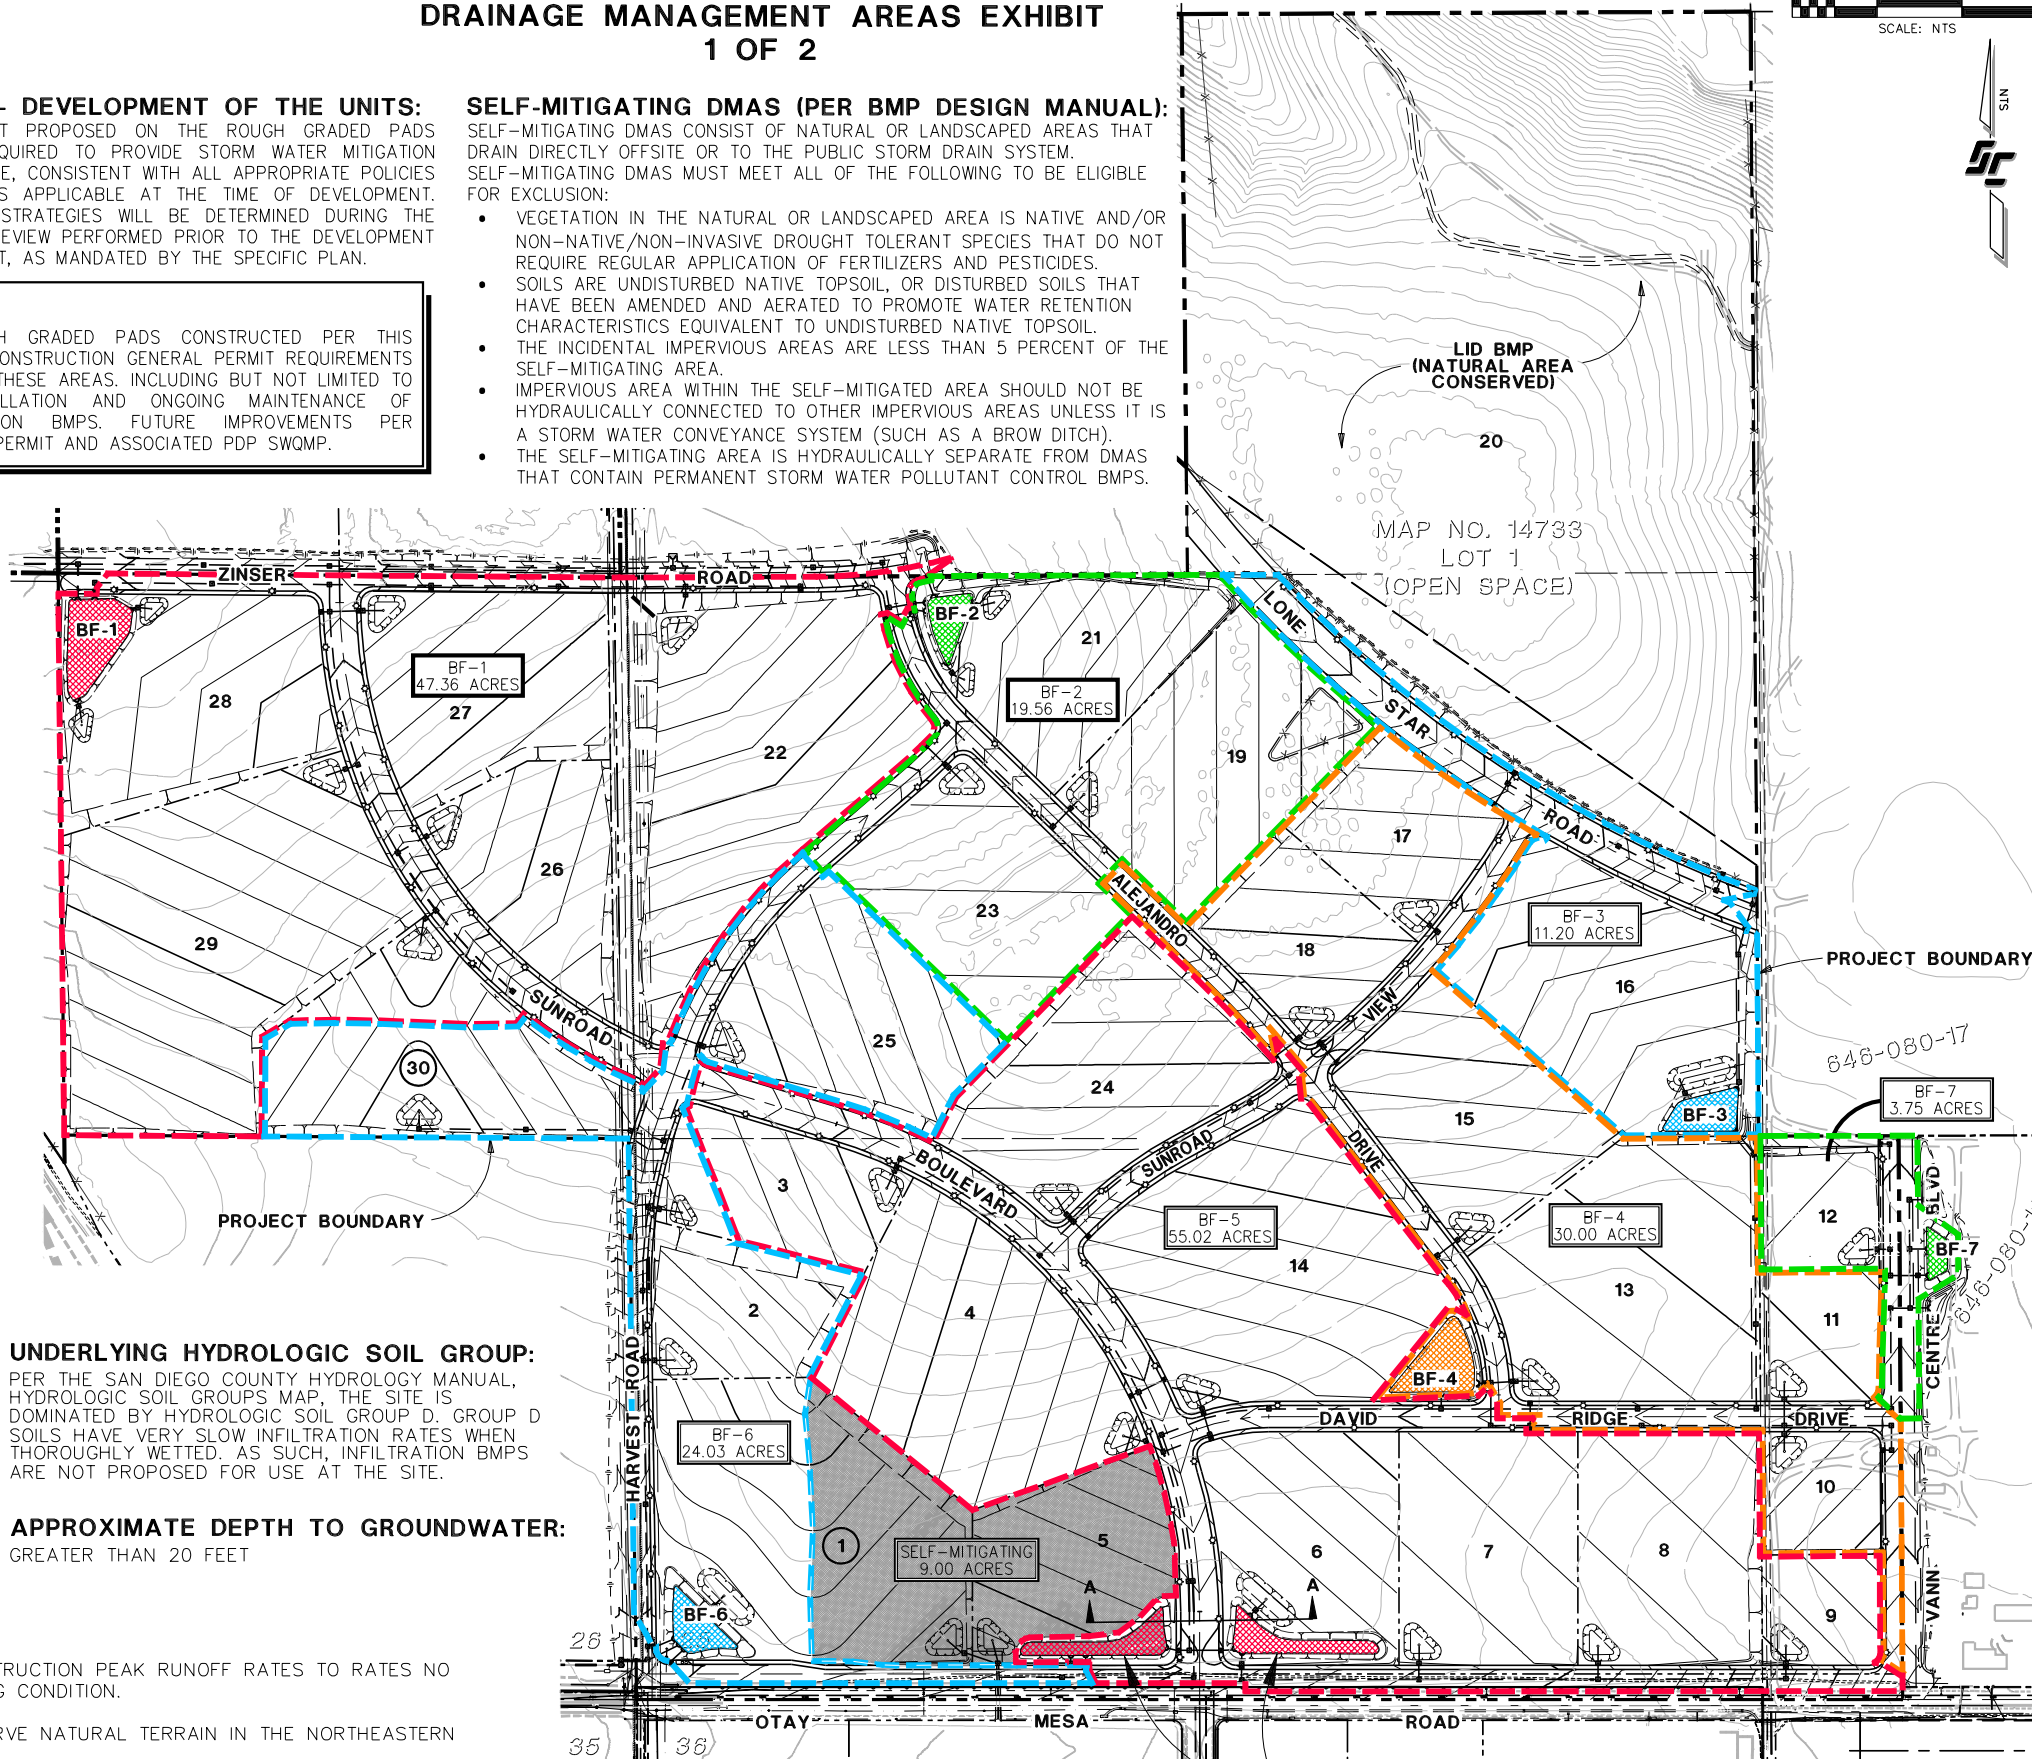 DRAINAGE MANAGEMENT AREAS EXHIBIT
1 OF 2
SCALE: NTS
NTS
- DEVELOPMENT OF THE UNITS:
T PROPOSED ON THE ROUGH GRADED PADS
QUIRED TO PROVIDE STORM WATER MITIGATION
E, CONSISTENT WITH ALL APPROPRIATE POLICIES
S APPLICABLE AT THE TIME OF DEVELOPMENT.
STRATEGIES WILL BE DETERMINED DURING THE
EVIEW PERFORMED PRIOR TO THE DEVELOPMENT
T, AS MANDATED BY THE SPECIFIC PLAN.
H GRADED PADS CONSTRUCTED PER THIS
ONSTRUCTION GENERAL PERMIT REQUIREMENTS
THESE AREAS. INCLUDING BUT NOT LIMITED TO
LLATION AND ONGOING MAINTENANCE OF
ON BMPS. FUTURE IMPROVEMENTS PER
PERMIT AND ASSOCIATED PDP SWQMP.
SELF-MITIGATING DMAS (PER BMP DESIGN MANUAL):
SELF-MITIGATING DMAS CONSIST OF NATURAL OR LANDSCAPED AREAS THAT
DRAIN DIRECTLY OFFSITE OR TO THE PUBLIC STORM DRAIN SYSTEM.
SELF-MITIGATING DMAS MUST MEET ALL OF THE FOLLOWING TO BE ELIGIBLE
FOR EXCLUSION:
• VEGETATION IN THE NATURAL OR LANDSCAPED AREA IS NATIVE AND/OR
NON-NATIVE/NON-INVASIVE DROUGHT TOLERANT SPECIES THAT DO NOT
REQUIRE REGULAR APPLICATION OF FERTILIZERS AND PESTICIDES.
• SOILS ARE UNDISTURBED NATIVE TOPSOIL, OR DISTURBED SOILS THAT
HAVE BEEN AMENDED AND AERATED TO PROMOTE WATER RETENTION
CHARACTERISTICS EQUIVALENT TO UNDISTURBED NATIVE TOPSOIL.
• THE INCIDENTAL IMPERVIOUS AREAS ARE LESS THAN 5 PERCENT OF THE
SELF-MITIGATING AREA.
• IMPERVIOUS AREA WITHIN THE SELF-MITIGATED AREA SHOULD NOT BE
HYDRAULICALLY CONNECTED TO OTHER IMPERVIOUS AREAS UNLESS IT IS
A STORM WATER CONVEYANCE SYSTEM (SUCH AS A BROW DITCH).
• THE SELF-MITIGATING AREA IS HYDRAULICALLY SEPARATE FROM DMAS
THAT CONTAIN PERMANENT STORM WATER POLLUTANT CONTROL BMPS.
LID BMP
(NATURAL AREA
CONSERVED)
20
MAP NO. 14733
LOT 1
(OPEN SPACE)
ZINSER ROAD
BF-1
28
BF-1
47.36 ACRES
27
22
BF-2
21
BF-2
19.56 ACRES
19
LONE STAR ROAD
17
26
29
23
ALEJANDRO
18
BF-3
11.20 ACRES
16
PROJECT BOUNDARY
VIEW
SUNROAD
25
30
24
15
BF-3
646-080-17
BF-7
3.75 ACRES
DRIVE
SUNROAD
BOULEVARD
3
PROJECT BOUNDARY
BF-5
55.02 ACRES
BF-4
30.00 ACRES
12
BLVD
BF-7
646-080-
14
13
11
2
4
CENTRE
HARVEST ROAD
BF-4
DAVID RIDGE DRIVE
BF-6
24.03 ACRES
10
1
SELF-MITIGATING
9.00 ACRES
5
6
7
8
9
VANN
A
A
BF-6
OTAY MESA ROAD
26
35
36
UNDERLYING HYDROLOGIC SOIL GROUP:
PER THE SAN DIEGO COUNTY HYDROLOGY MANUAL,
HYDROLOGIC SOIL GROUPS MAP, THE SITE IS
DOMINATED BY HYDROLOGIC SOIL GROUP D. GROUP D
SOILS HAVE VERY SLOW INFILTRATION RATES WHEN
THOROUGHLY WETTED. AS SUCH, INFILTRATION BMPS
ARE NOT PROPOSED FOR USE AT THE SITE.
APPROXIMATE DEPTH TO GROUNDWATER:
GREATER THAN 20 FEET
TRUCTION PEAK RUNOFF RATES TO RATES NO
G CONDITION.
RVE NATURAL TERRAIN IN THE NORTHEASTERN